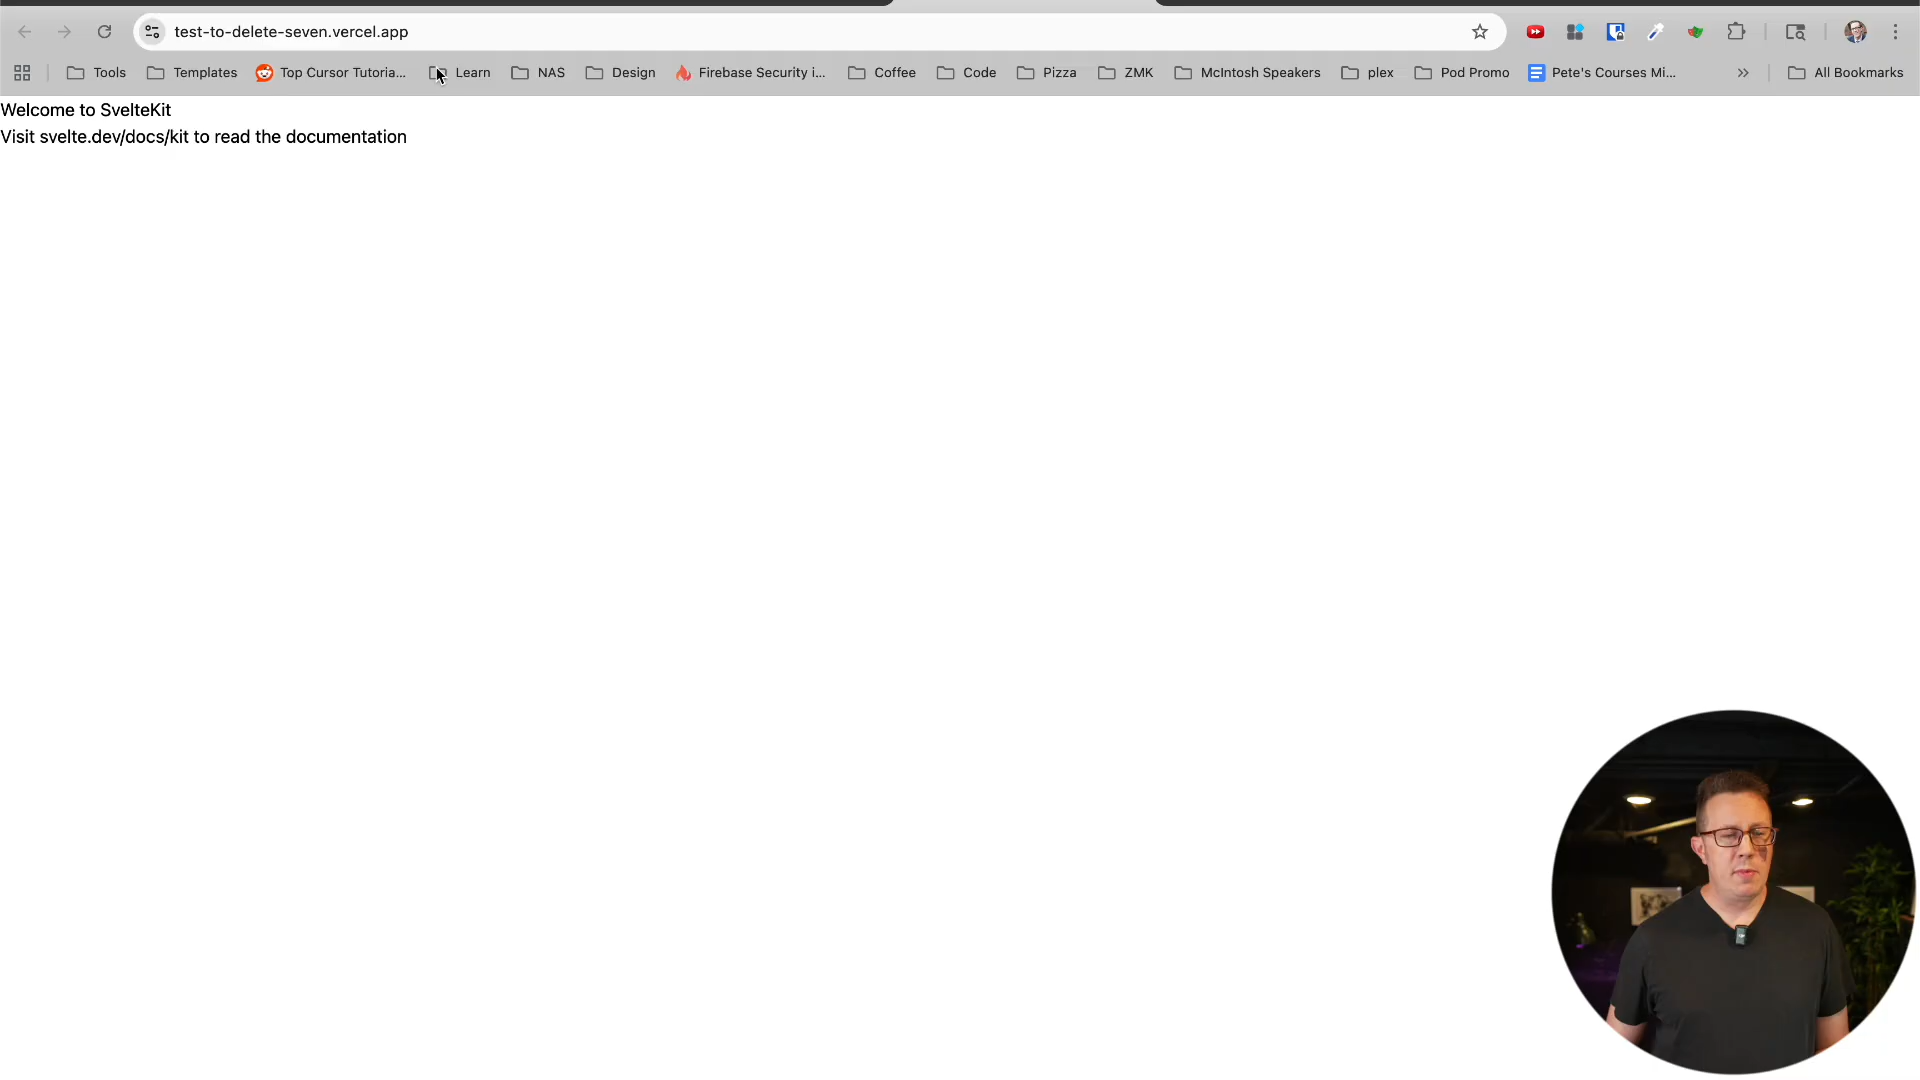 test-to-delete-seven.vercel.app
Tools Templates Top Cursor Tutoria... Learn NAS Design Firebase Security i... Coffee Code Pizza ZMK McIntosh Speakers plex Pod Promo Pete's Courses Mi... All Bookmarks
Welcome to SvelteKit
Visit svelte.dev/docs/kit to read the documentation